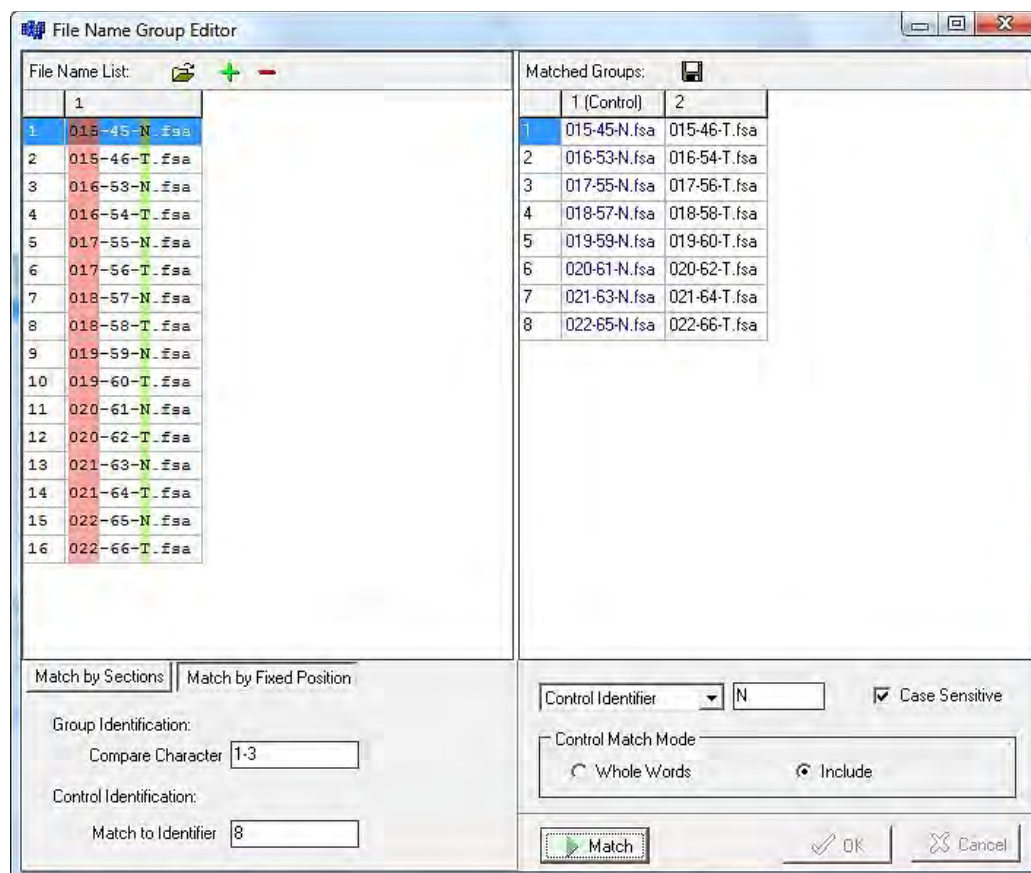 File Name Group Editor
File Name List:
Matched Groups:
1
1 (Control) 2
1 015-45-N.fsa
2 015-46-T.fsa
3 016-53-N.fsa
4 016-54-T.fsa
5 017-55-N.fsa
6 017-56-T.fsa
7 018-57-N.fsa
8 018-58-T.fsa
9 019-59-N.fsa
10 019-60-T.fsa
11 020-61-N.fsa
12 020-62-T.fsa
13 021-63-N.fsa
14 021-64-T.fsa
15 022-65-N.fsa
16 022-66-T.fsa
1 015-45-N.fsa 015-46-T.fsa
2 016-53-N.fsa 016-54-T.fsa
3 017-55-N.fsa 017-56-T.fsa
4 018-57-N.fsa 018-58-T.fsa
5 019-59-N.fsa 019-60-T.fsa
6 020-61-N.fsa 020-62-T.fsa
7 021-63-N.fsa 021-64-T.fsa
8 022-65-N.fsa 022-66-T.fsa
Match by Sections Match by Fixed Position
Group Identification:
Compare Character 1-3
Control Identification:
Match to Identifier 8
Control Identifier N Case Sensitive
Control Match Mode
Whole Words Include
Match OK Cancel